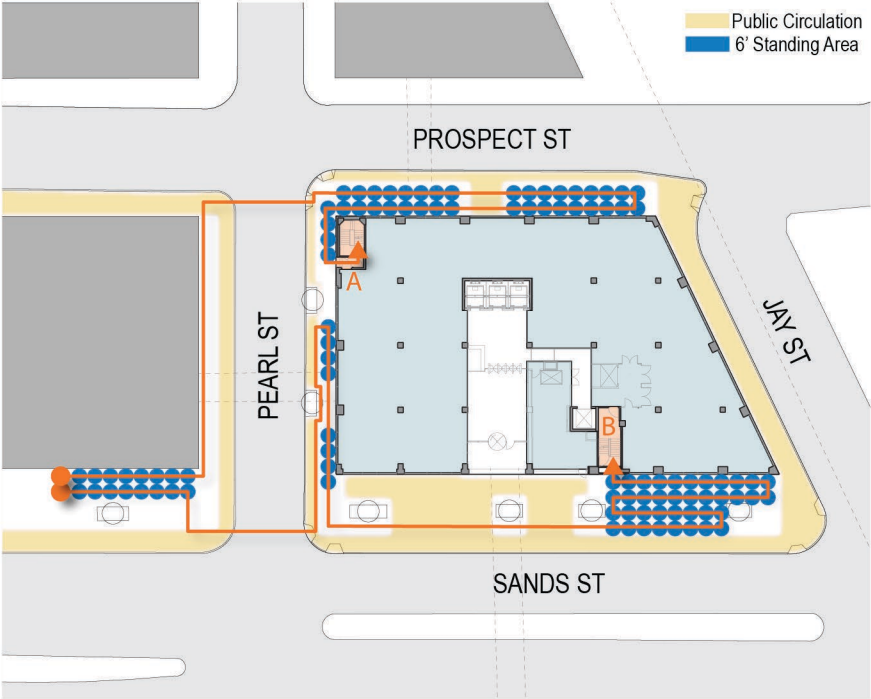 Public Circulation
6' Standing Area
PROSPECT ST
A
PEARL ST
JAY ST
B
SANDS ST